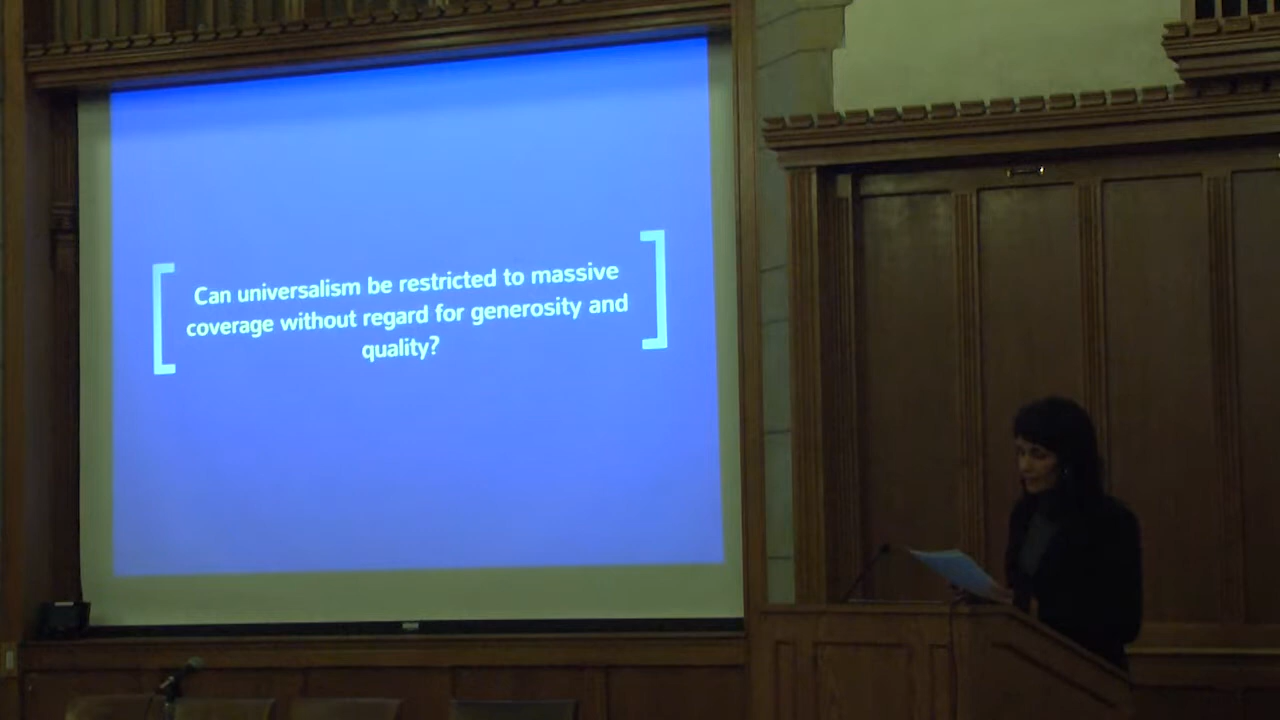 Can universalism be restricted to massive
coverage without regard for generosity and
quality?